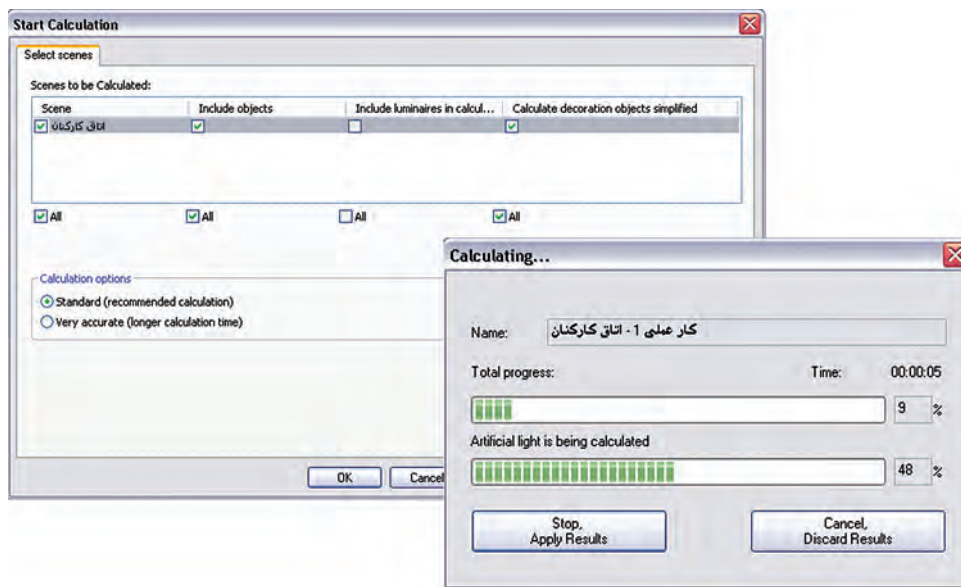 Start Calculation
Select scenes
Scenes to be Calculated:
Scene Include objects Include luminaires in calcul... Calculate decoration objects simplified
اتاق کارکنان
All All All All
Calculation options
Standard (recommended calculation)
Very accurate (longer calculation time)
OK Cancel
Calculating...
Name: کار عملی 1 - اتاق کارکنان
Total progress: Time: 00:00:05
9 %
Artificial light is being calculated
48 %
Stop,
Apply Results
Cancel,
Discard Results